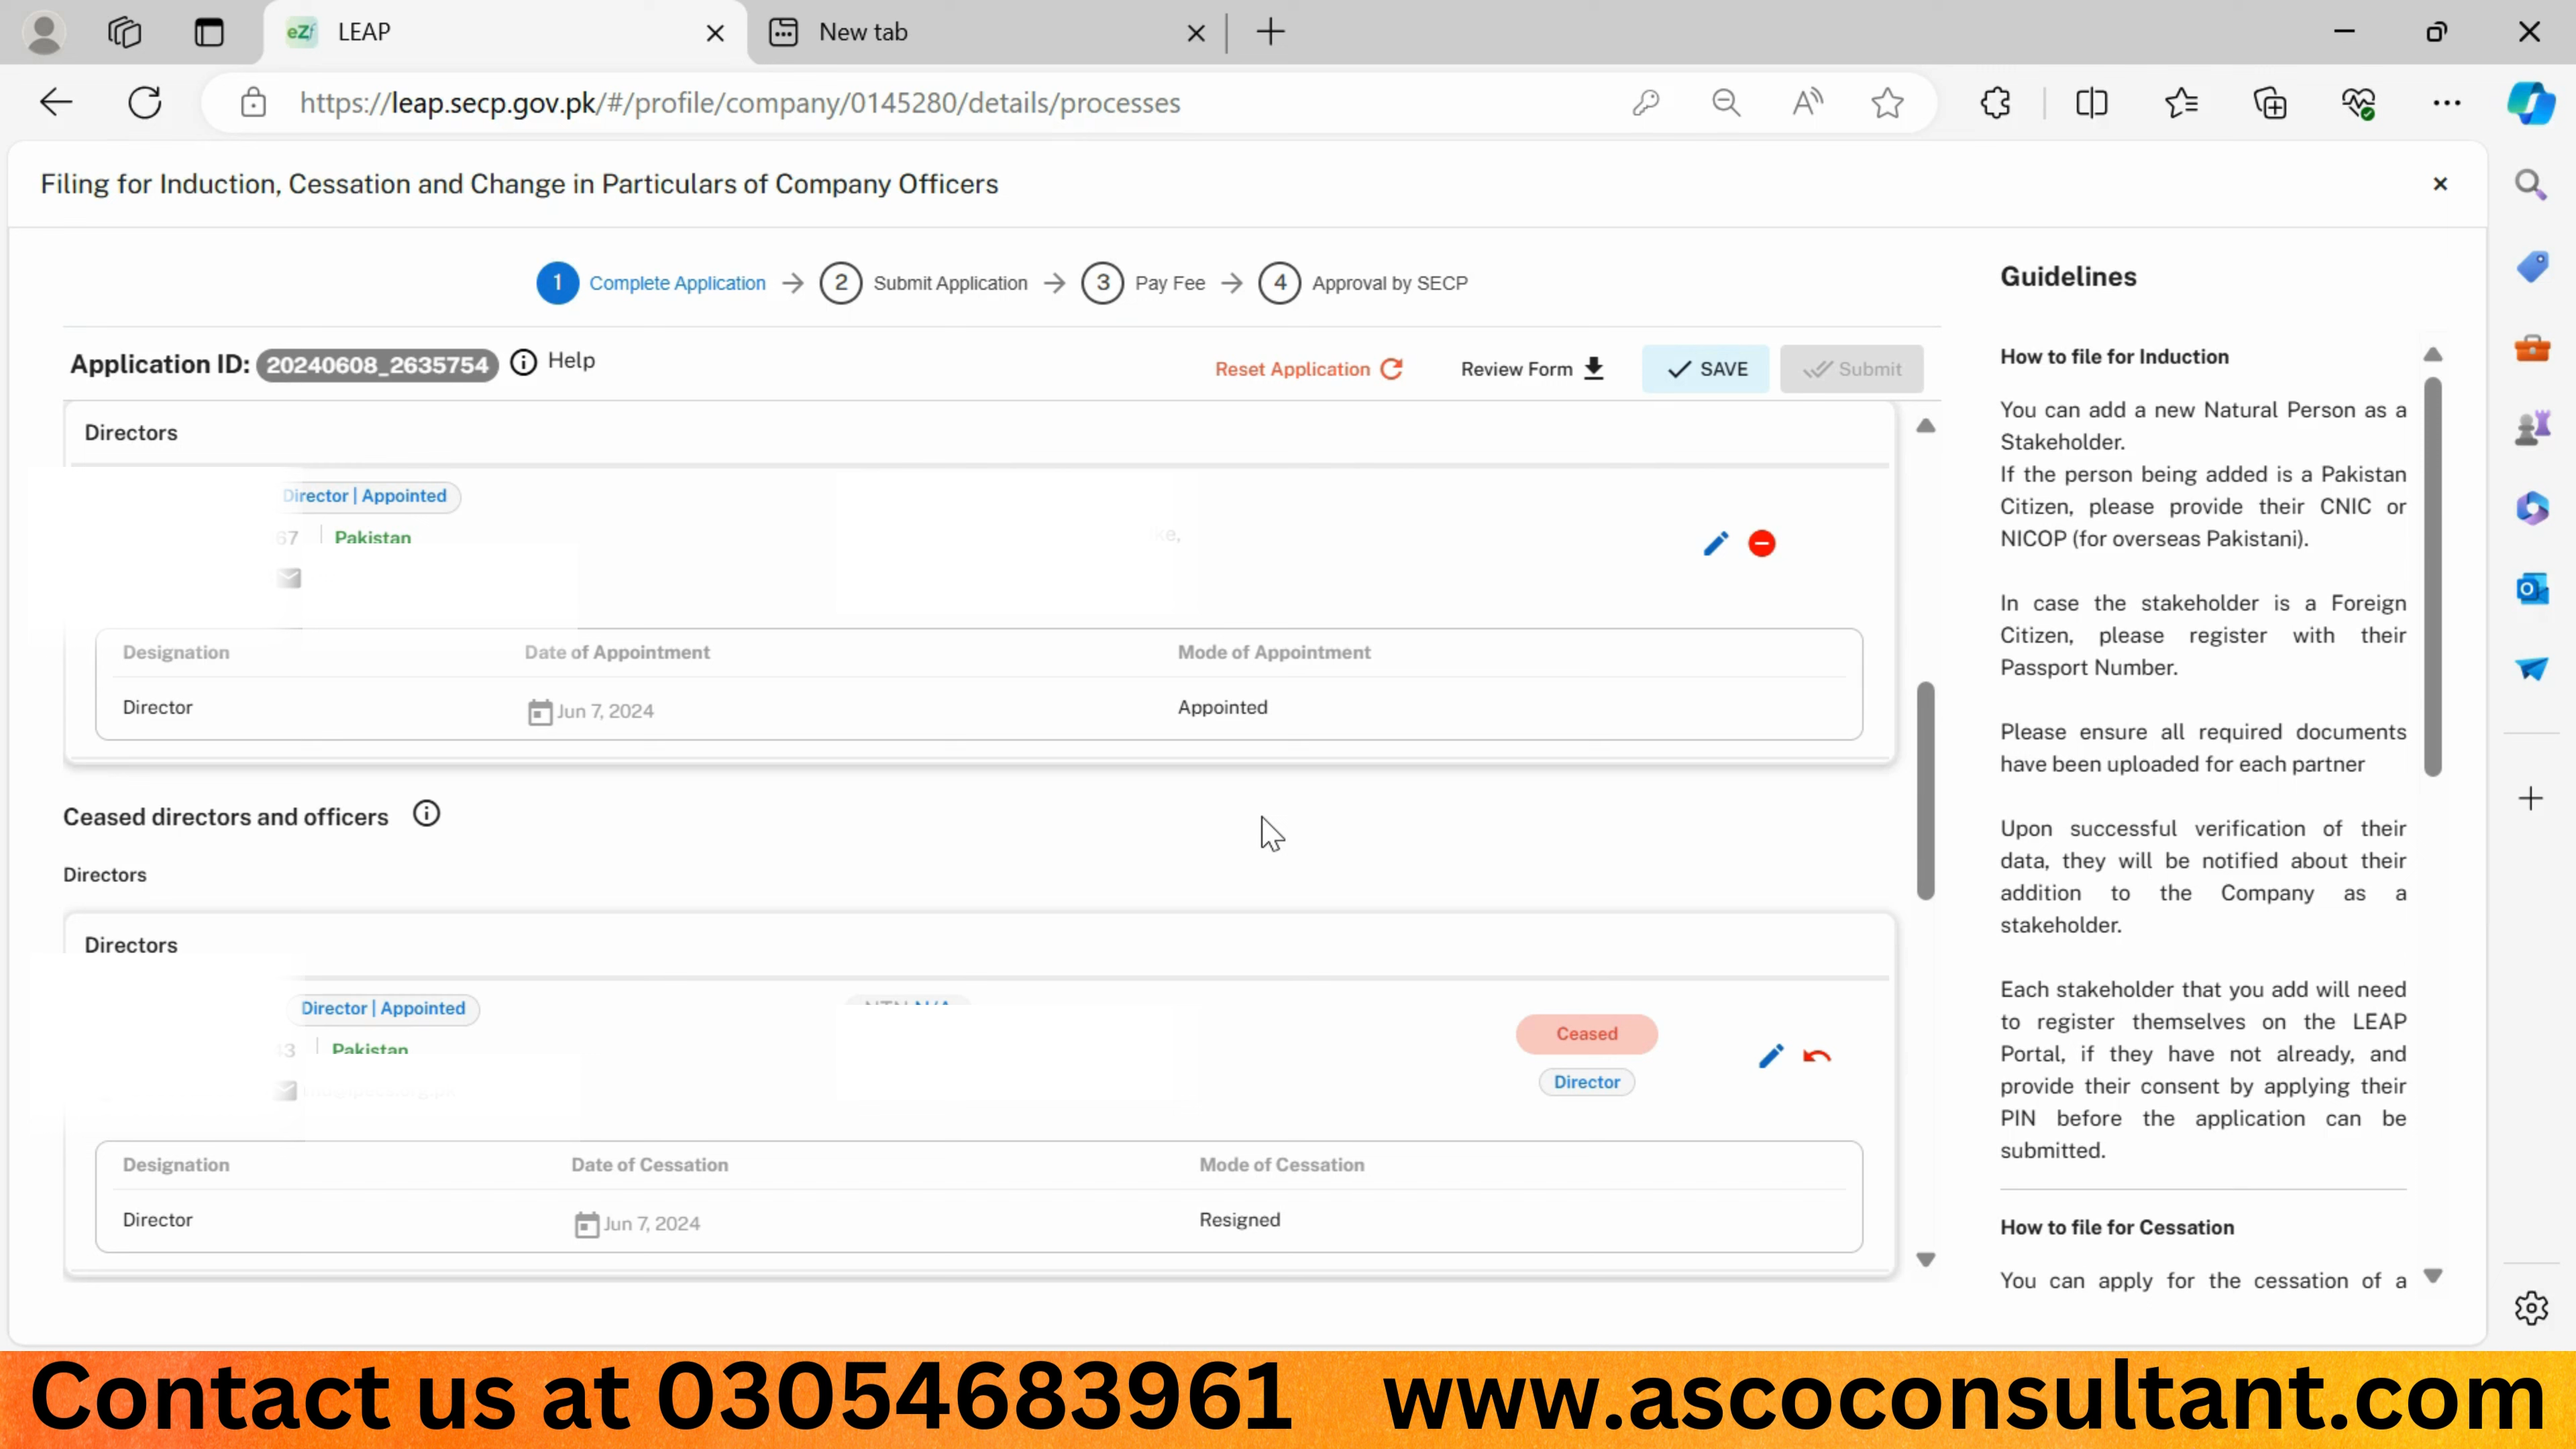 LEAP
New tab
https://leap.secp.gov.pk/#/profile/company/0145280/details/processes
Filing for Induction, Cessation and Change in Particulars of Company Officers
1 Complete Application 2 Submit Application 3 Pay Fee 4 Approval by SECP
Application ID: 20240608_2635754 Help
Reset Application Review Form SAVE Submit
Directors
Director | Appointed
67 Pakistan
Designation Date of Appointment Mode of Appointment
Director Jun 7, 2024 Appointed
Ceased directors and officers
Directors
Directors
Director | Appointed
Ceased
Director
Pakistan
Designation Date of Cessation Mode of Cessation
Director Jun 7, 2024 Resigned
Guidelines
How to file for Induction
You can add a new Natural Person as a
Stakeholder.
If the person being added is a Pakistan
Citizen, please provide their CNIC or
NICOP (for overseas Pakistani).
In case the stakeholder is a Foreign
Citizen, please register with their
Passport Number.
Please ensure all required documents
have been uploaded for each partner
Upon successful verification of their
data, they will be notified about their
addition to the Company as a
stakeholder.
Each stakeholder that you add will need
to register themselves on the LEAP
Portal, if they have not already, and
provide their consent by applying their
PIN before the application can be
submitted.
How to file for Cessation
You can apply for the cessation of a
Contact us at 03054683961 www.ascoconsultant.com